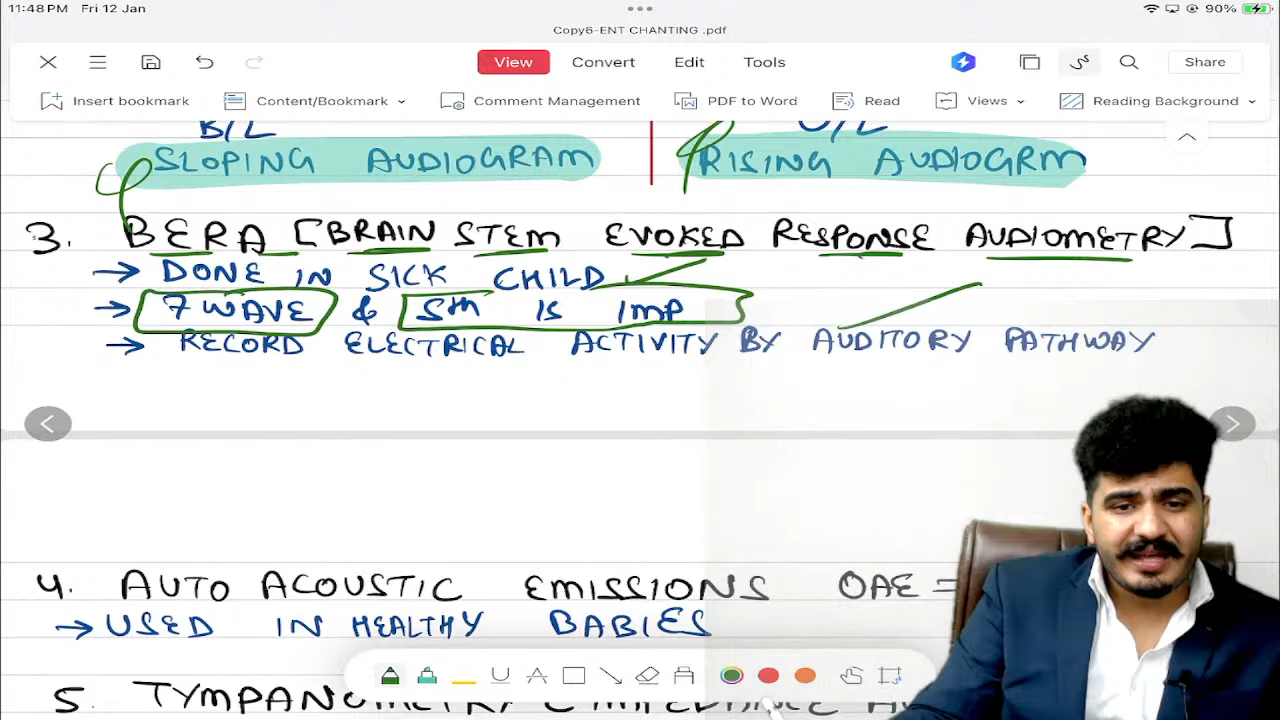 11:48 PM Fri 12 Jan
90%
Copy6-ENT CHANTING .pdf
View Convert Edit Tools Share
Insert bookmark Content/Bookmark Comment Management PDF to Word Read Views Reading Background
B/L U/L
SLOPING AUDIOGRAM RISING AUDIOGRM
3. BERA [BRAIN STEM EVOKED RESPONSE AUDIOMETRY]
→ DONE IN SICK CHILD
→ 7 WAVE & 5th IS IMP
→ RECORD ELECTRICAL ACTIVITY BY AUDITORY PATHWAY
4. AUTO ACOUSTIC EMISSIONS OAE =
→ USED IN HEALTHY BABIES
5. TYMPANOMETRY